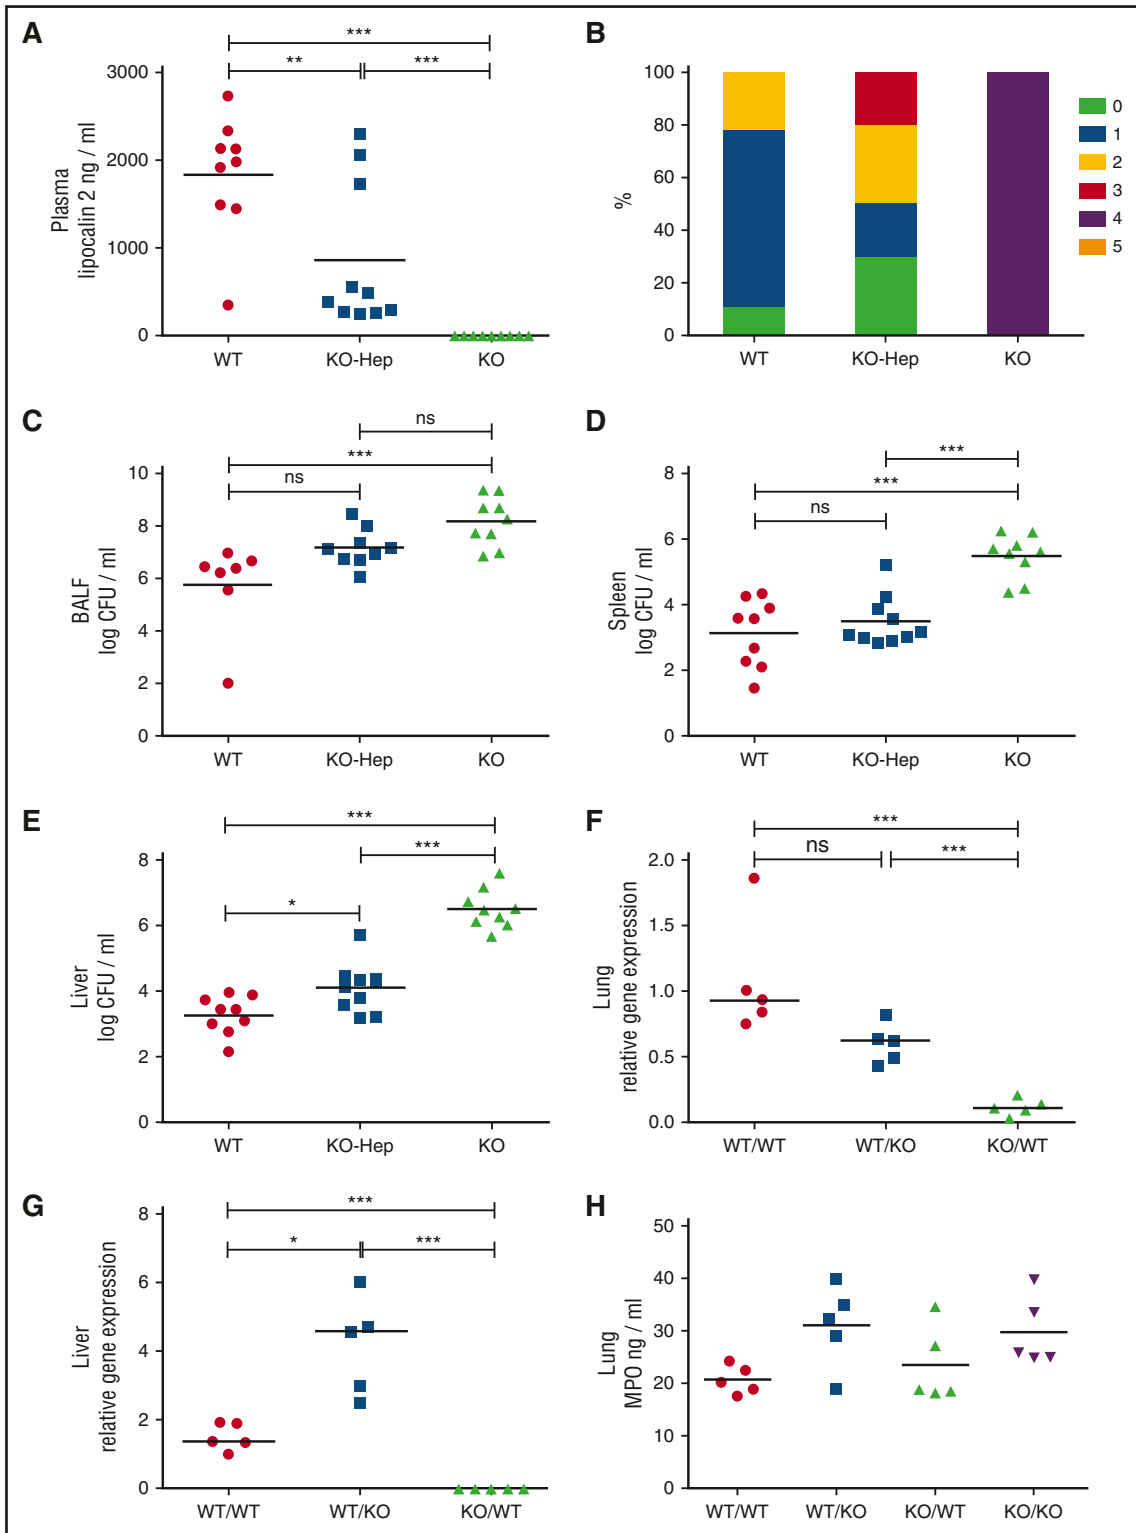 A
***
**
***
3000
2000
1000
0
Plasma
lipocalin 2 ng / ml
WT
KO-Hep
KO
B
100
80
60
40
20
0
%
WT
KO-Hep
KO
0
1
2
3
4
5
C
ns
***
ns
10
8
6
4
2
0
BALF
log CFU / ml
WT
KO-Hep
KO
D
***
***
ns
8
6
4
2
0
Spleen
log CFU / ml
WT
KO-Hep
KO
E
***
***
*
8
6
4
2
0
Liver
log CFU / ml
WT
KO-Hep
KO
F
***
ns
***
2.0
1.5
1.0
0.5
0.0
Lung
relative gene expression
WT/WT
WT/KO
KO/WT
G
***
*
***
8
6
4
2
0
Liver
relative gene expression
WT/WT
WT/KO
KO/WT
H
50
40
30
20
10
0
Lung
MPO ng / ml
WT/WT
WT/KO
KO/WT
KO/KO